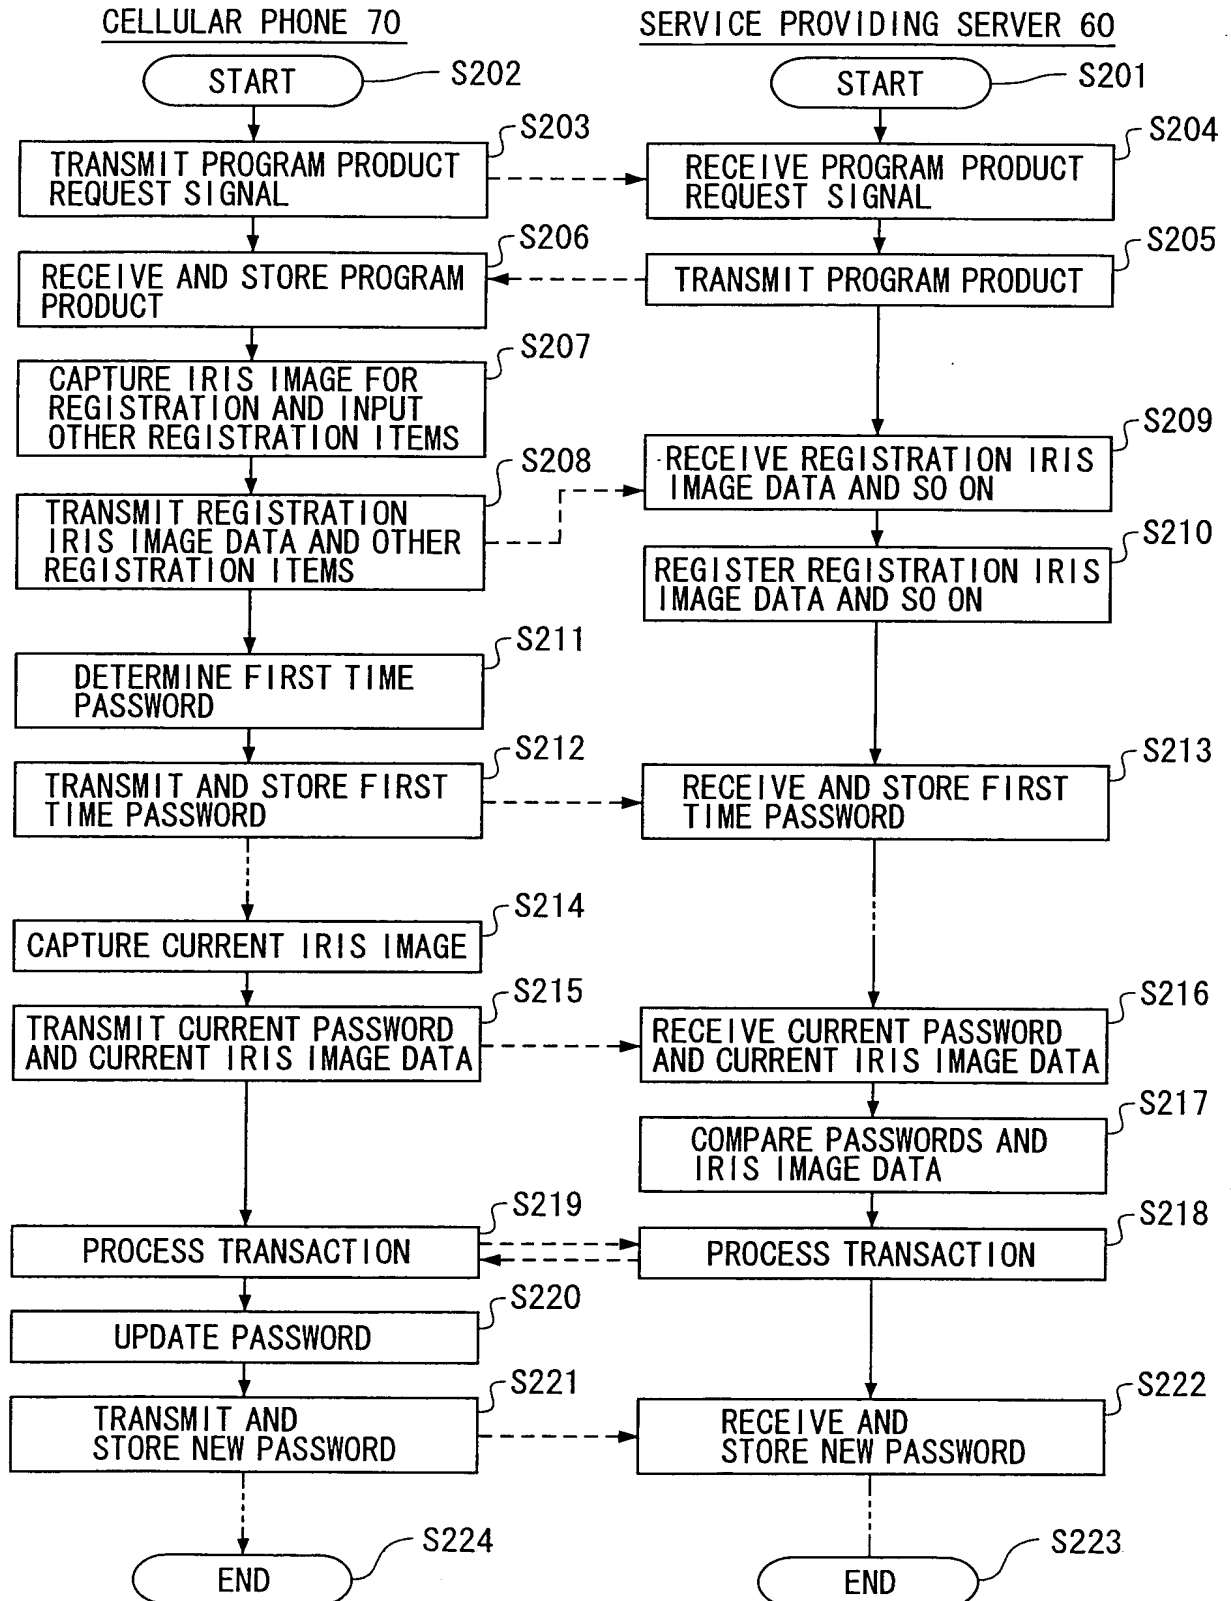 CELLULAR PHONE 70
SERVICE PROVIDING SERVER 60
START
S202
START
S201
S203
TRANSMIT PROGRAM PRODUCT
REQUEST SIGNAL
S204
RECEIVE PROGRAM PRODUCT
REQUEST SIGNAL
S206
RECEIVE AND STORE PROGRAM
PRODUCT
S205
TRANSMIT PROGRAM PRODUCT
S207
CAPTURE IRIS IMAGE FOR
REGISTRATION AND INPUT
OTHER REGISTRATION ITEMS
S209
RECEIVE REGISTRATION IRIS
IMAGE DATA AND SO ON
S208
TRANSMIT REGISTRATION
IRIS IMAGE DATA AND OTHER
REGISTRATION ITEMS
S210
REGISTER REGISTRATION IRIS
IMAGE DATA AND SO ON
S211
DETERMINE FIRST TIME
PASSWORD
S212
TRANSMIT AND STORE FIRST
TIME PASSWORD
S213
RECEIVE AND STORE FIRST
TIME PASSWORD
S214
CAPTURE CURRENT IRIS IMAGE
S215
TRANSMIT CURRENT PASSWORD
AND CURRENT IRIS IMAGE DATA
S216
RECEIVE CURRENT PASSWORD
AND CURRENT IRIS IMAGE DATA
S217
COMPARE PASSWORDS AND
IRIS IMAGE DATA
S219
PROCESS TRANSACTION
S218
PROCESS TRANSACTION
S220
UPDATE PASSWORD
S221
TRANSMIT AND
STORE NEW PASSWORD
S222
RECEIVE AND
STORE NEW PASSWORD
S224
END
S223
END